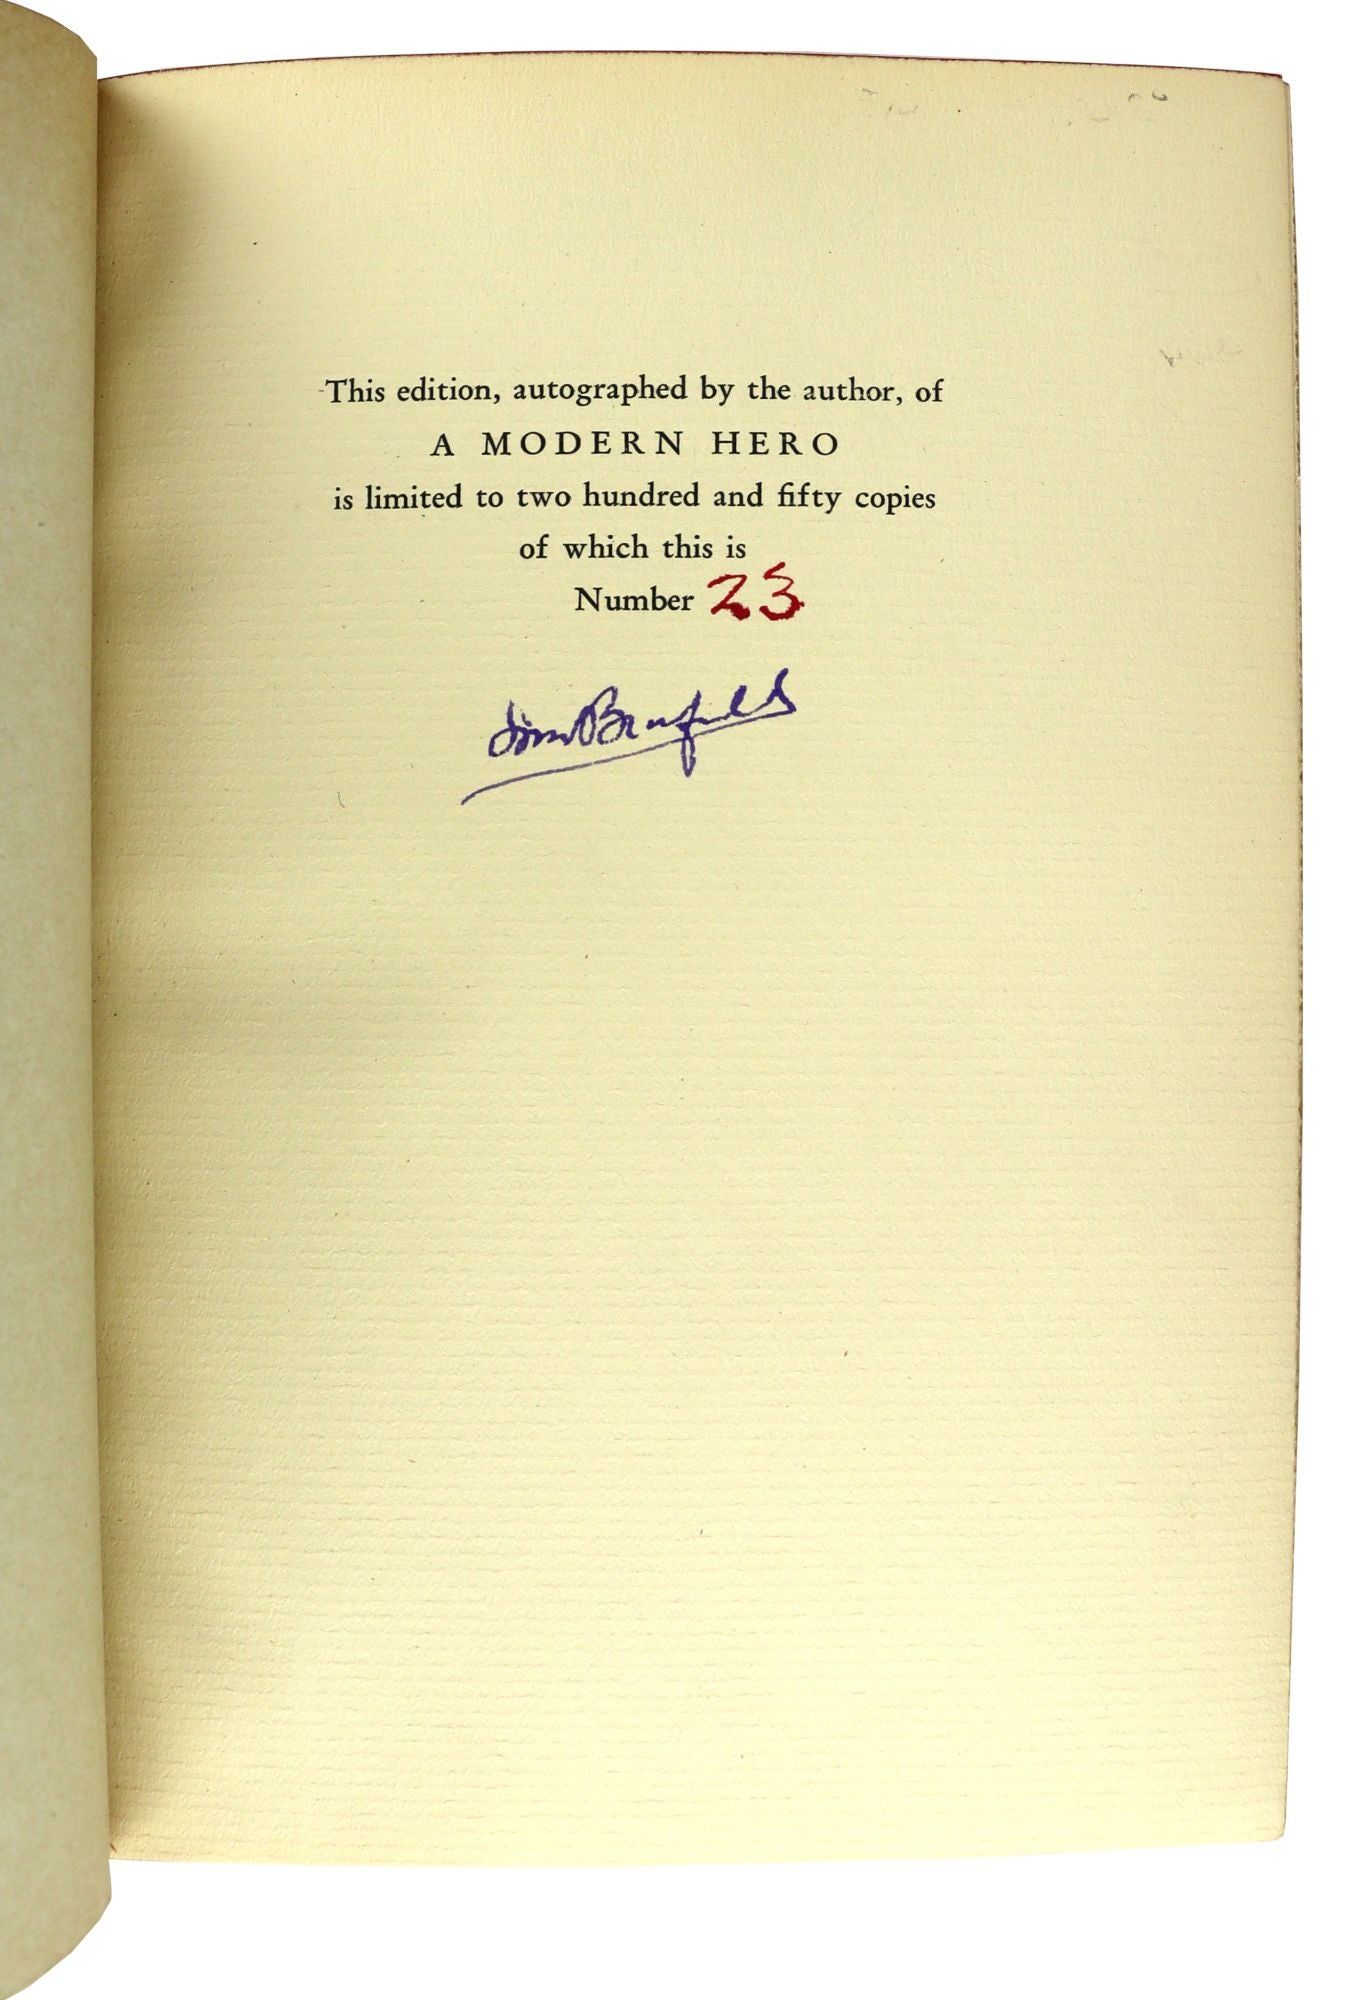 This edition, autographed by the author, of
A MODERN HERO
is limited to two hundred and fifty copies
of which this is
Number 23
Bromfield